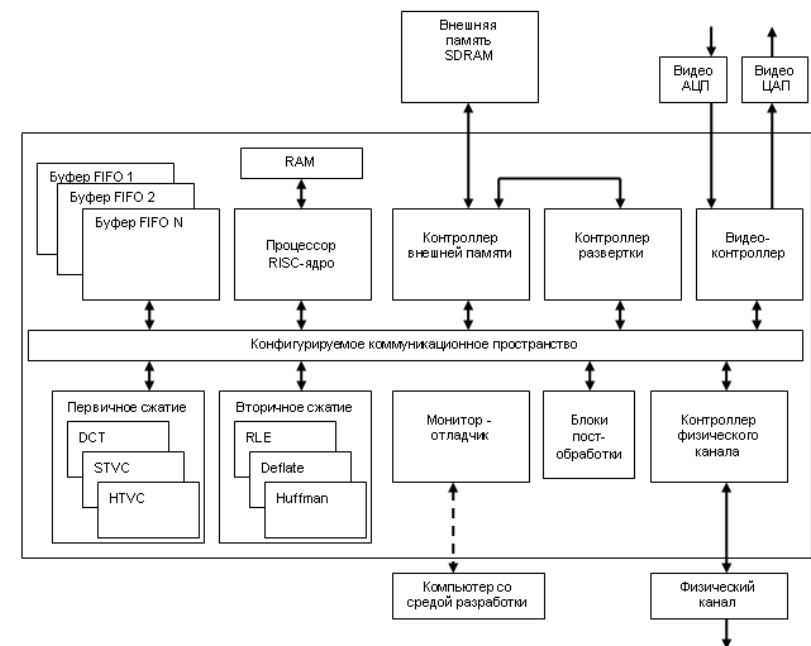 Внешняя
память
SDRAM
Видео
АЦП
Видео
ЦАП
Буфер FIFO 1
Буфер FIFO 2
Буфер FIFO N
RAM
Процессор
RISC-ядро
Контроллер
внешней памяти
Контроллер
развертки
Видео-
контроллер
Конфигурируемое коммуникационное пространство
Первичное сжатие
DCT
STVC
HTVC
Вторичное сжатие
RLE
Deflate
Huffman
Монитор -
отладчик
Блоки
пост-
обработки
Контроллер
физического
канала
Компьютер со
средой разработки
Физический
канал